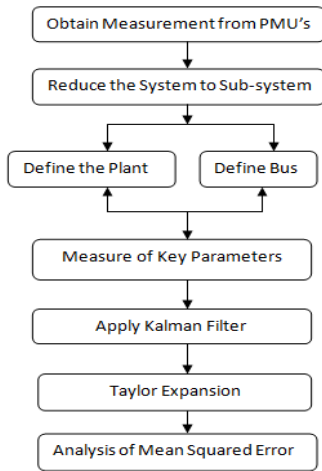 Obtain Measurement from PMU's
Reduce the System to Sub-system
Define the Plant
Define Bus
Measure of Key Parameters
Apply Kalman Filter
Taylor Expansion
Analysis of Mean Squared Error